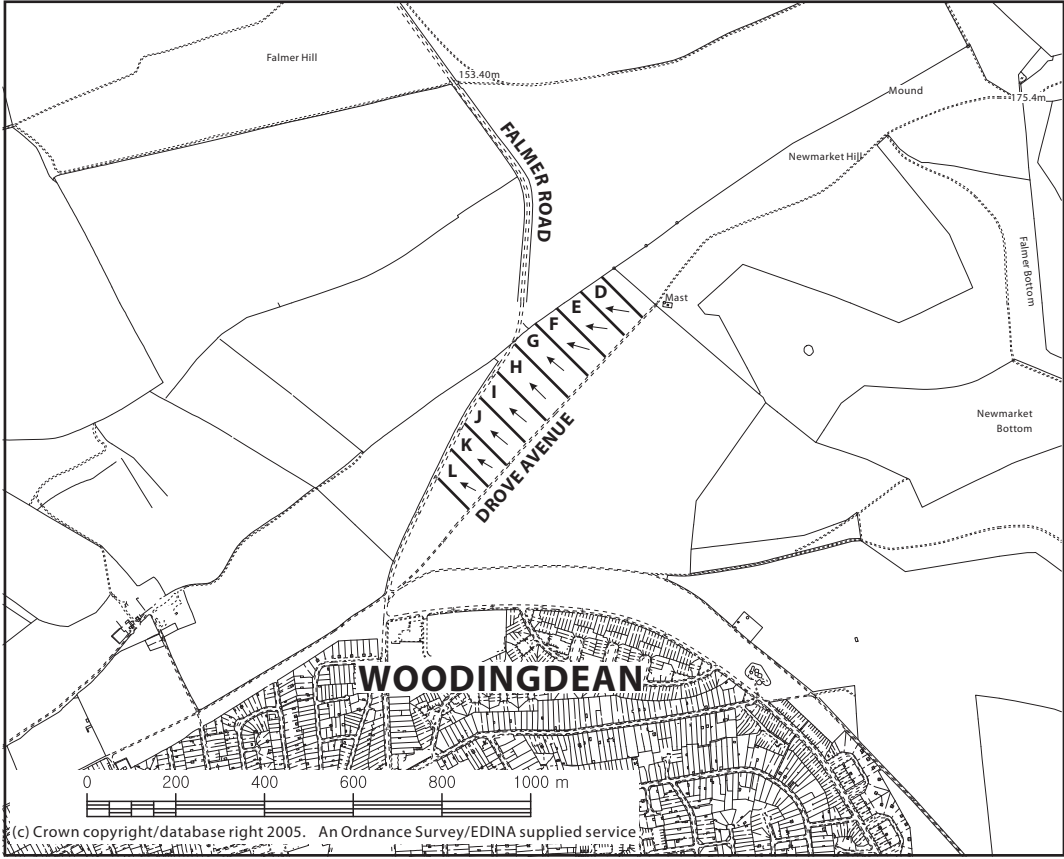 Falmer Hill
153.40m
Mound
175.4m
FALMER ROAD
Newmarket Hill
Falmer Bottom
D
Mast
E
F
G
H
I
J
K
L
DROVE AVENUE
Newmarket
Bottom
WOODINGDEAN
0 200 400 600 800 1000 m
(c) Crown copyright/database right 2005. An Ordnance Survey/EDINA supplied service